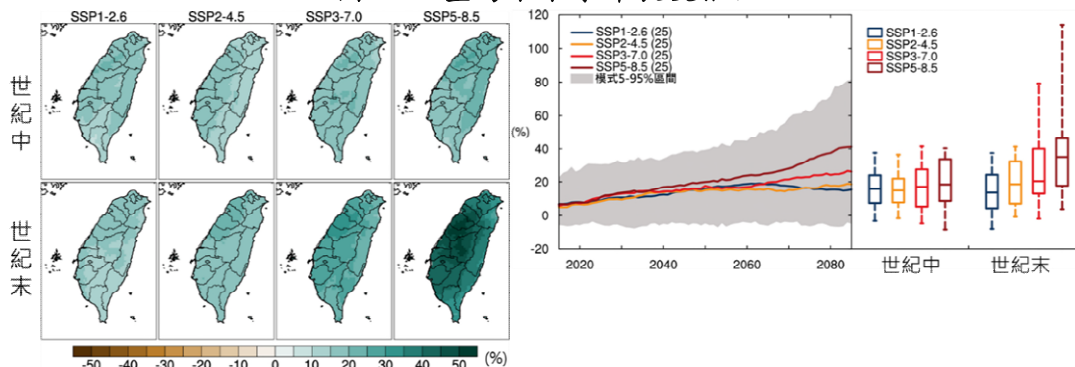 SSP1-2.6 SSP2-4.5 SSP3-7.0 SSP5-8.5
世紀中
世紀末
-50 -40 -30 -20 -10 0 10 20 30 40 50 (%)
(%)
120
100
80
60
40
20
0
-20
SSP1-2.6 (25)
SSP2-4.5 (25)
SSP3-7.0 (25)
SSP5-8.5 (25)
模式5-95%區間
2020 2040 2060 2080
SSP1-2.6
SSP2-4.5
SSP3-7.0
SSP5-8.5
世紀中 世紀末